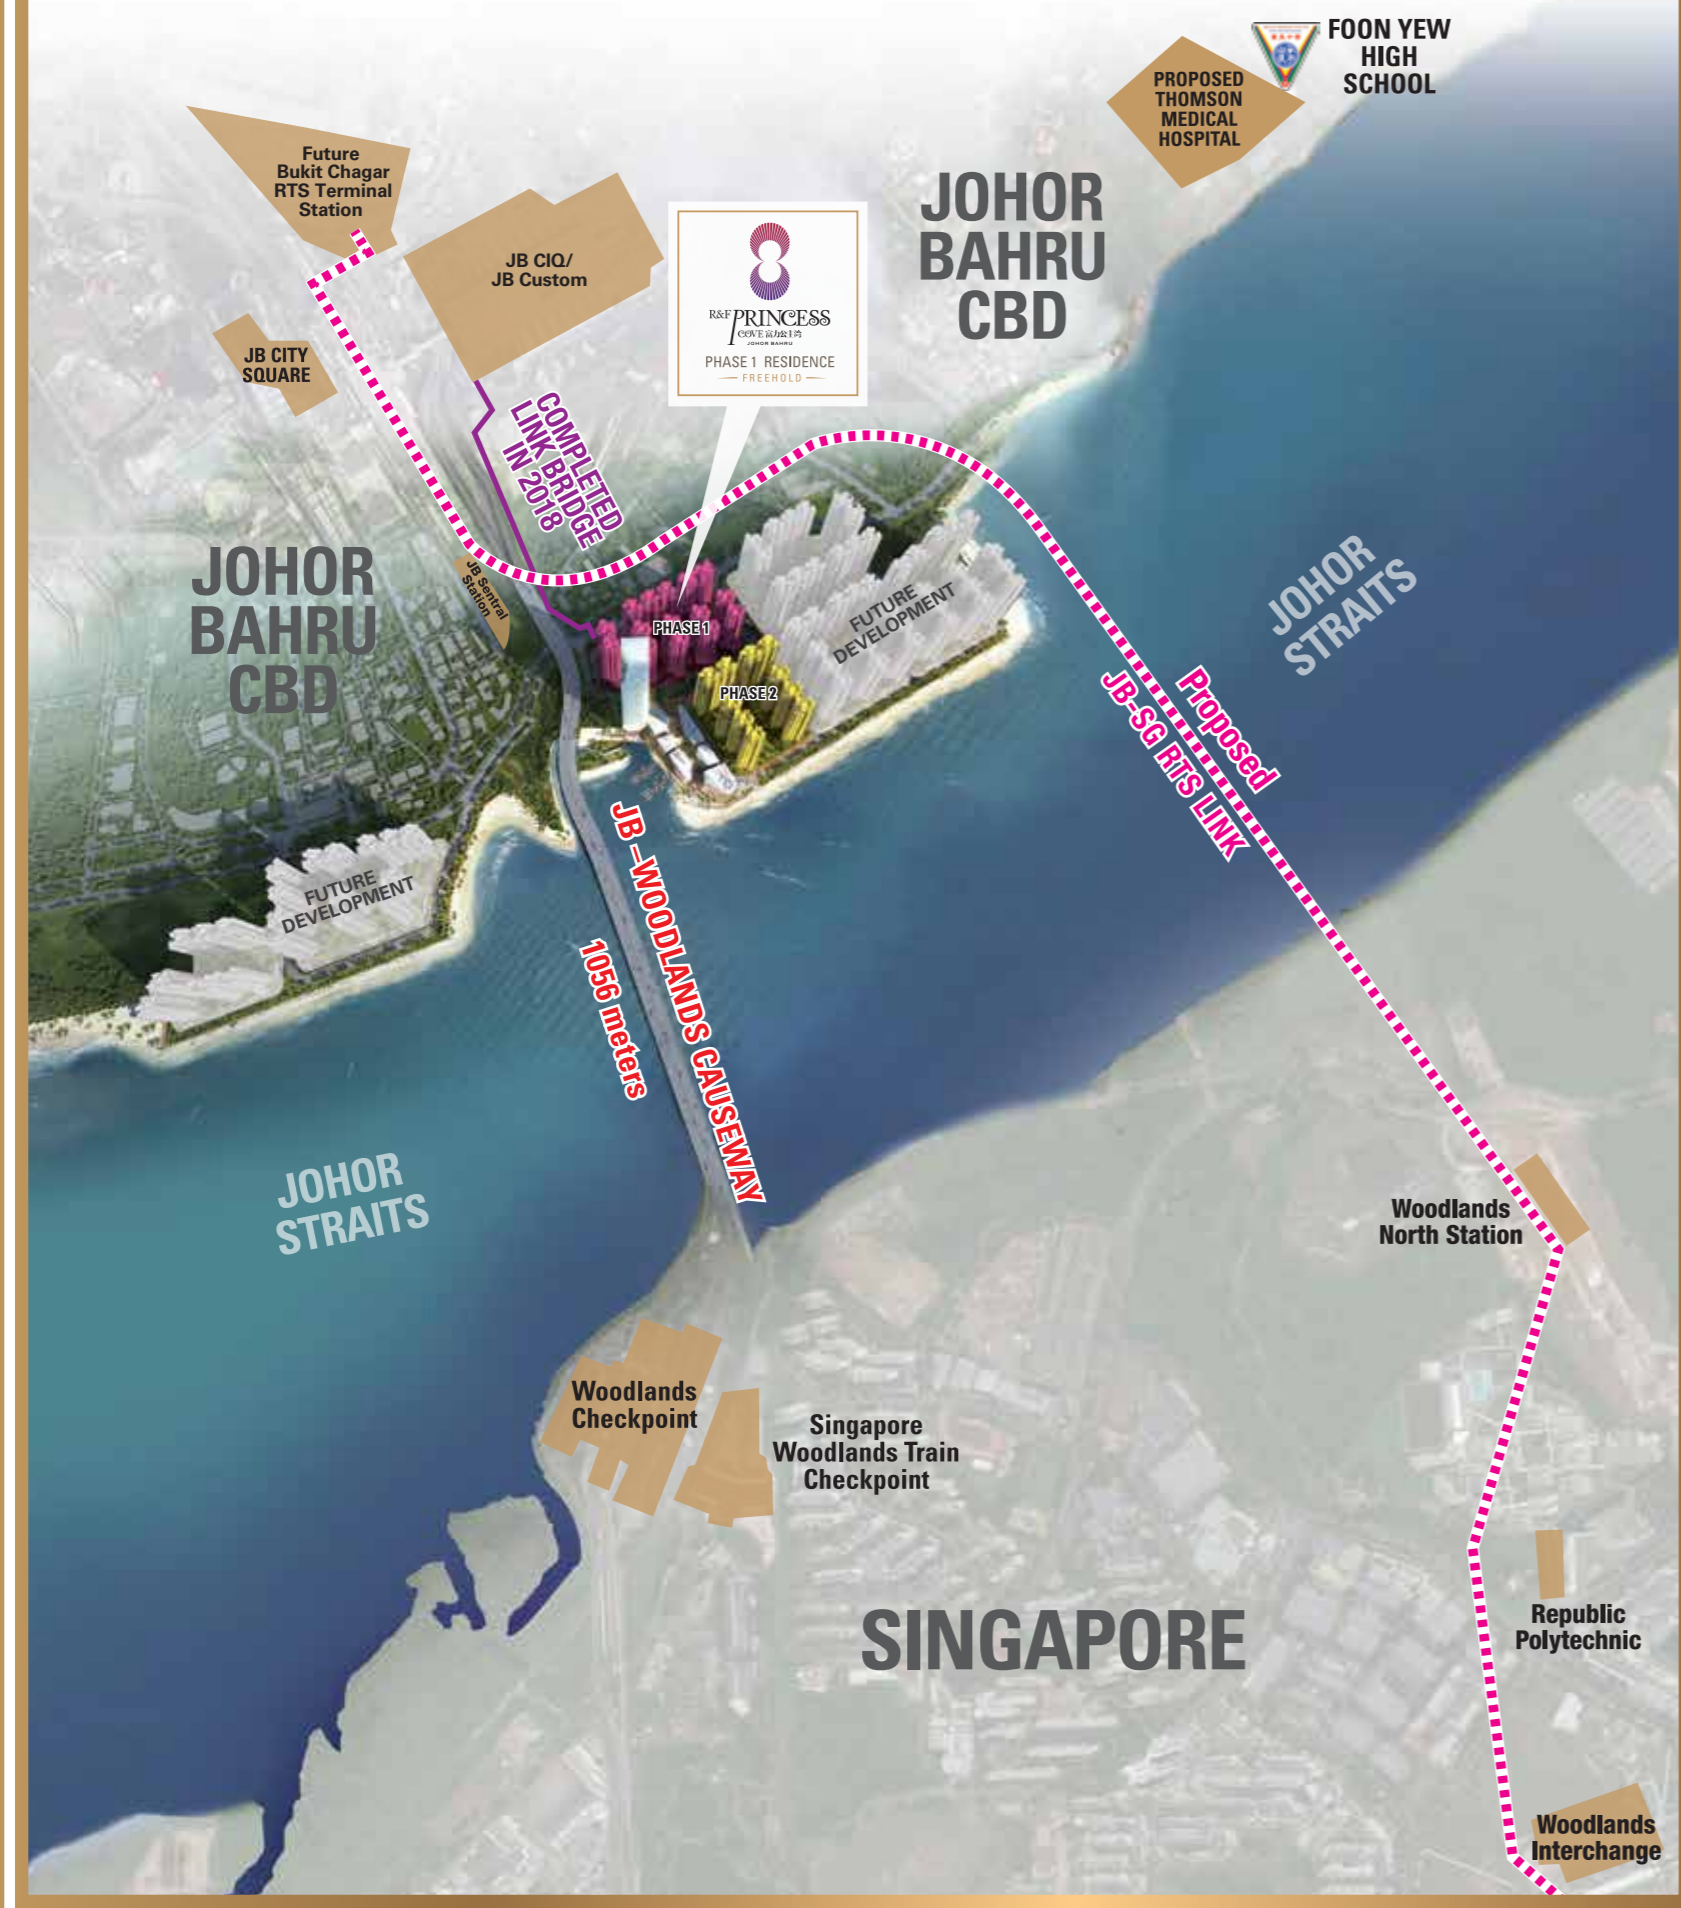 FOON YEW
HIGH
SCHOOL
PROPOSED
THOMSON
MEDICAL
HOSPITAL
Future
Bukit Chagar
RTS Terminal
Station
JB CIQ/
JB Custom
JOHOR
BAHRU
CBD
R&F PRINCESS
COVE 富力公主湾
JOHOR BAHRU
PHASE 1 RESIDENCE
FREEHOLD
JB CITY
SQUARE
COMPLETED
LINK BRIDGE
IN 2018
JOHOR
BAHRU
CBD
JB Sentral
Station
PHASE 1
PHASE 2
FUTURE
DEVELOPMENT
JOHOR
STRAITS
Proposed
JB-SG RTS LINK
FUTURE
DEVELOPMENT
JB –WOODLANDS CAUSEWAY
1056 meters
JOHOR
STRAITS
Woodlands
North Station
Woodlands
Checkpoint
Singapore
Woodlands Train
Checkpoint
SINGAPORE
Republic
Polytechnic
Woodlands
Interchange